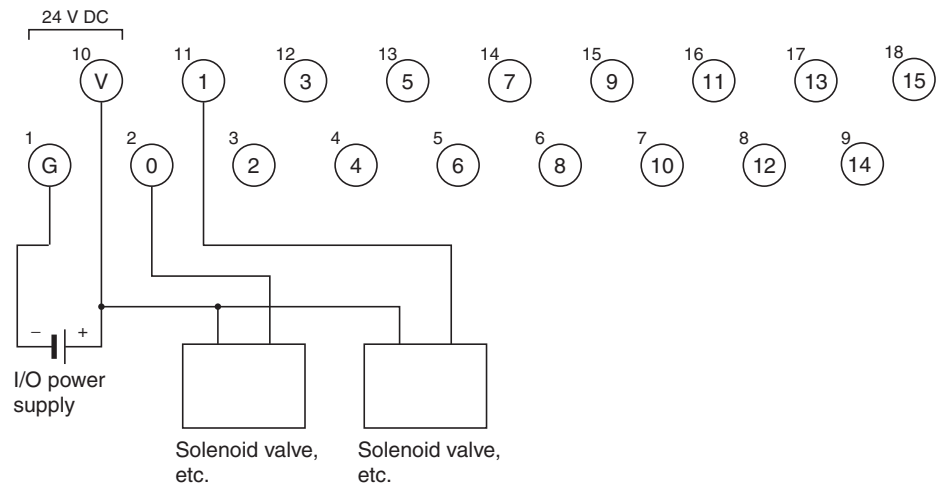 24 V DC
10 11 12 13 14 15 16 17 18
V 1 3 5 7 9 11 13 15
1 2 3 4 5 6 7 8 9
G 0 2 4 6 8 10 12 14
− +
I/O power
supply
Solenoid valve,
etc.
Solenoid valve,
etc.